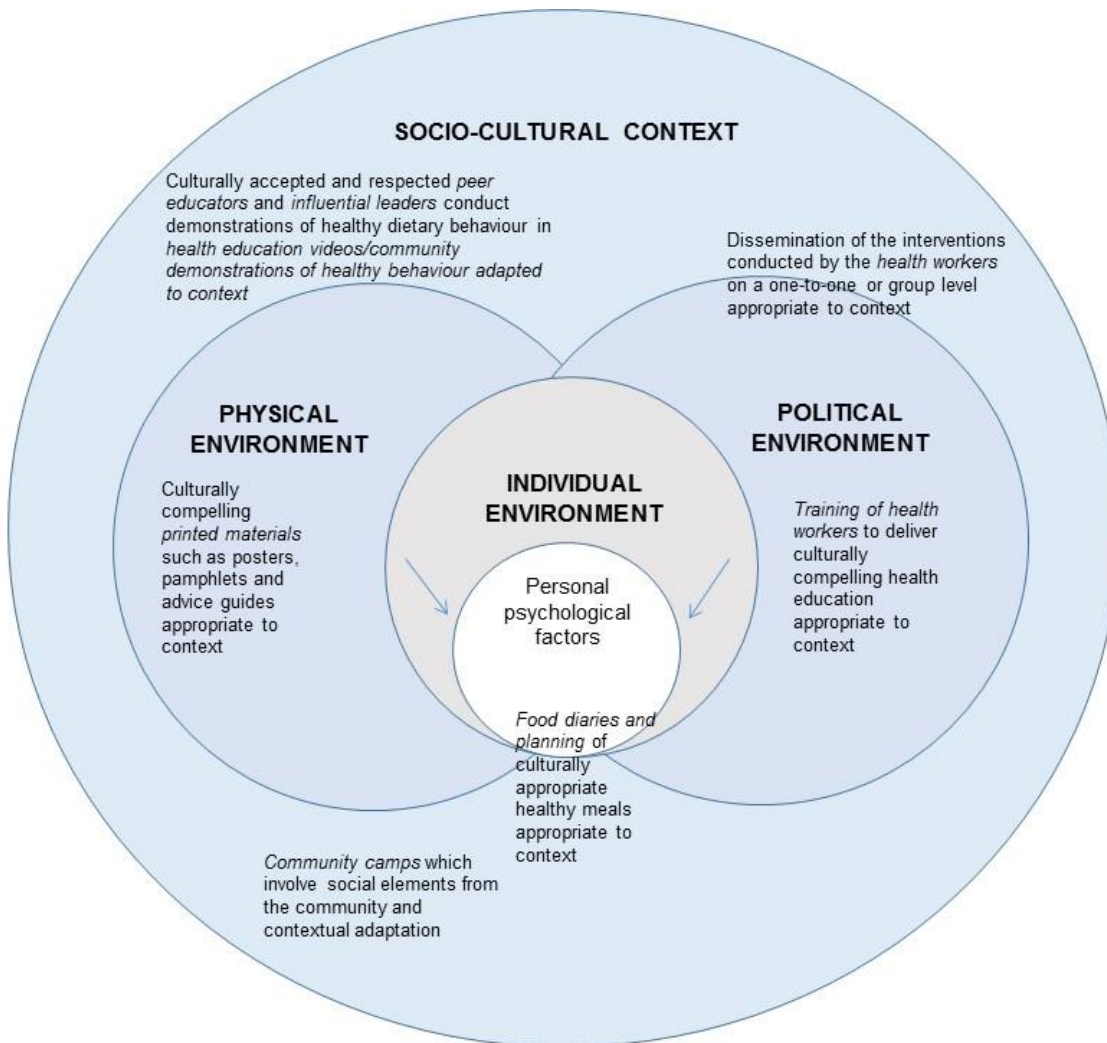 SOCIO-CULTURAL CONTEXT
Culturally accepted and respected peer
educators and influential leaders conduct
demonstrations of healthy dietary behaviour in
health education videos/community
demonstrations of healthy behaviour adapted
to context
Dissemination of the interventions
conducted by the health workers
on a one-to-one or group level
appropriate to context
PHYSICAL
ENVIRONMENT
Culturally
compelling
printed materials
such as posters,
pamphlets and
advice guides
appropriate to
context
INDIVIDUAL
ENVIRONMENT
Personal
psychological
factors
POLITICAL
ENVIRONMENT
Training of health
workers to deliver
culturally
compelling health
education
appropriate to
context
Food diaries and
planning of
culturally
appropriate
healthy meals
appropriate to
context
Community camps which
involve social elements from
the community and
contextual adaptation